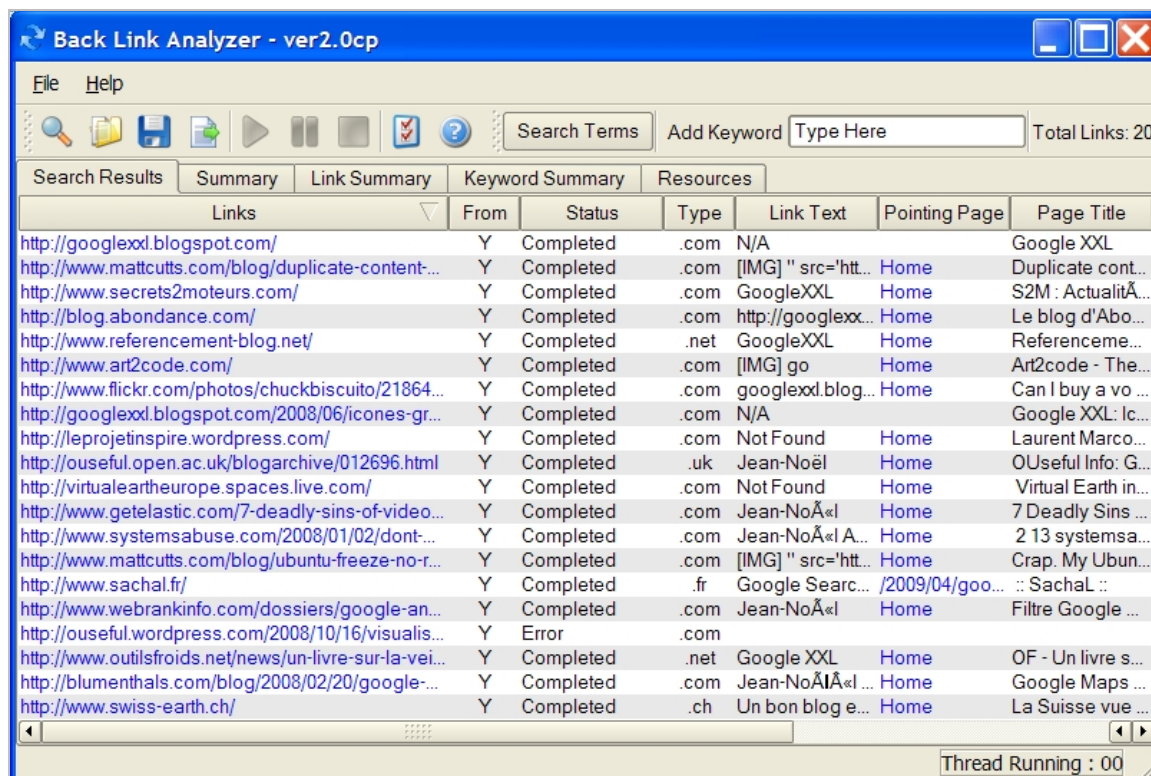 Back Link Analyzer - ver2.0cp
File Help
Search Terms Add Keyword Type Here Total Links: 20
Search Results Summary Link Summary Keyword Summary Resources
Links From Status Type Link Text Pointing Page Page Title
http://googlexxl.blogspot.com/ Y Completed .com N/A Google XXL
http://www.mattcutts.com/blog/duplicate-content-... Y Completed .com [IMG] " src='htt... Home Duplicate cont...
http://www.secrets2moteurs.com/ Y Completed .com GoogleXXL Home S2M : ActualitÃ...
http://blog.abondance.com/ Y Completed .com http://googlexx... Home Le blog d'Abo...
http://www.referencement-blog.net/ Y Completed .net GoogleXXL Home Referenceme...
http://www.art2code.com/ Y Completed .com [IMG] go Home Art2code - The...
http://www.flickr.com/photos/chuckbiscuito/21864... Y Completed .com googlexxl.blog... Home Can I buy a vo ...
http://googlexxl.blogspot.com/2008/06/icones-gr... Y Completed .com N/A Google XXL: Ic...
http://leprojetinspire.wordpress.com/ Y Completed .com Not Found Home Laurent Marco...
http://ouseful.open.ac.uk/blogarchive/012696.html Y Completed .uk Jean-Noël Home OUseful Info: G...
http://virtualeartheurope.spaces.live.com/ Y Completed .com Not Found Home Virtual Earth in...
http://www.getelastic.com/7-deadly-sins-of-video... Y Completed .com Jean-NoÃ«l Home 7 Deadly Sins ...
http://www.systemsabuse.com/2008/01/02/dont-... Y Completed .com Jean-NoÃ«l A... Home 2 13 systemsa...
http://www.mattcutts.com/blog/ubuntu-freeze-no-r... Y Completed .com [IMG] " src='htt... Home Crap. My Ubun...
http://www.sachal.fr/ Y Completed .fr Google Searc... /2009/04/goo... :: SachaL ::
http://www.webrankinfo.com/dossiers/google-an... Y Completed .com Jean-NoÃ«l Home Filtre Google ...
http://ouseful.wordpress.com/2008/10/16/visualis... Y Error .com
http://www.outilsfroids.net/news/un-livre-sur-la-vei... Y Completed .net Google XXL Home OF - Un livre s...
http://blumenthals.com/blog/2008/02/20/google-... Y Completed .com Home Google Maps ...
http://www.swiss-earth.ch/ Y Completed .ch Un bon blog e... Home La Suisse vue ...
Thread Running : 00